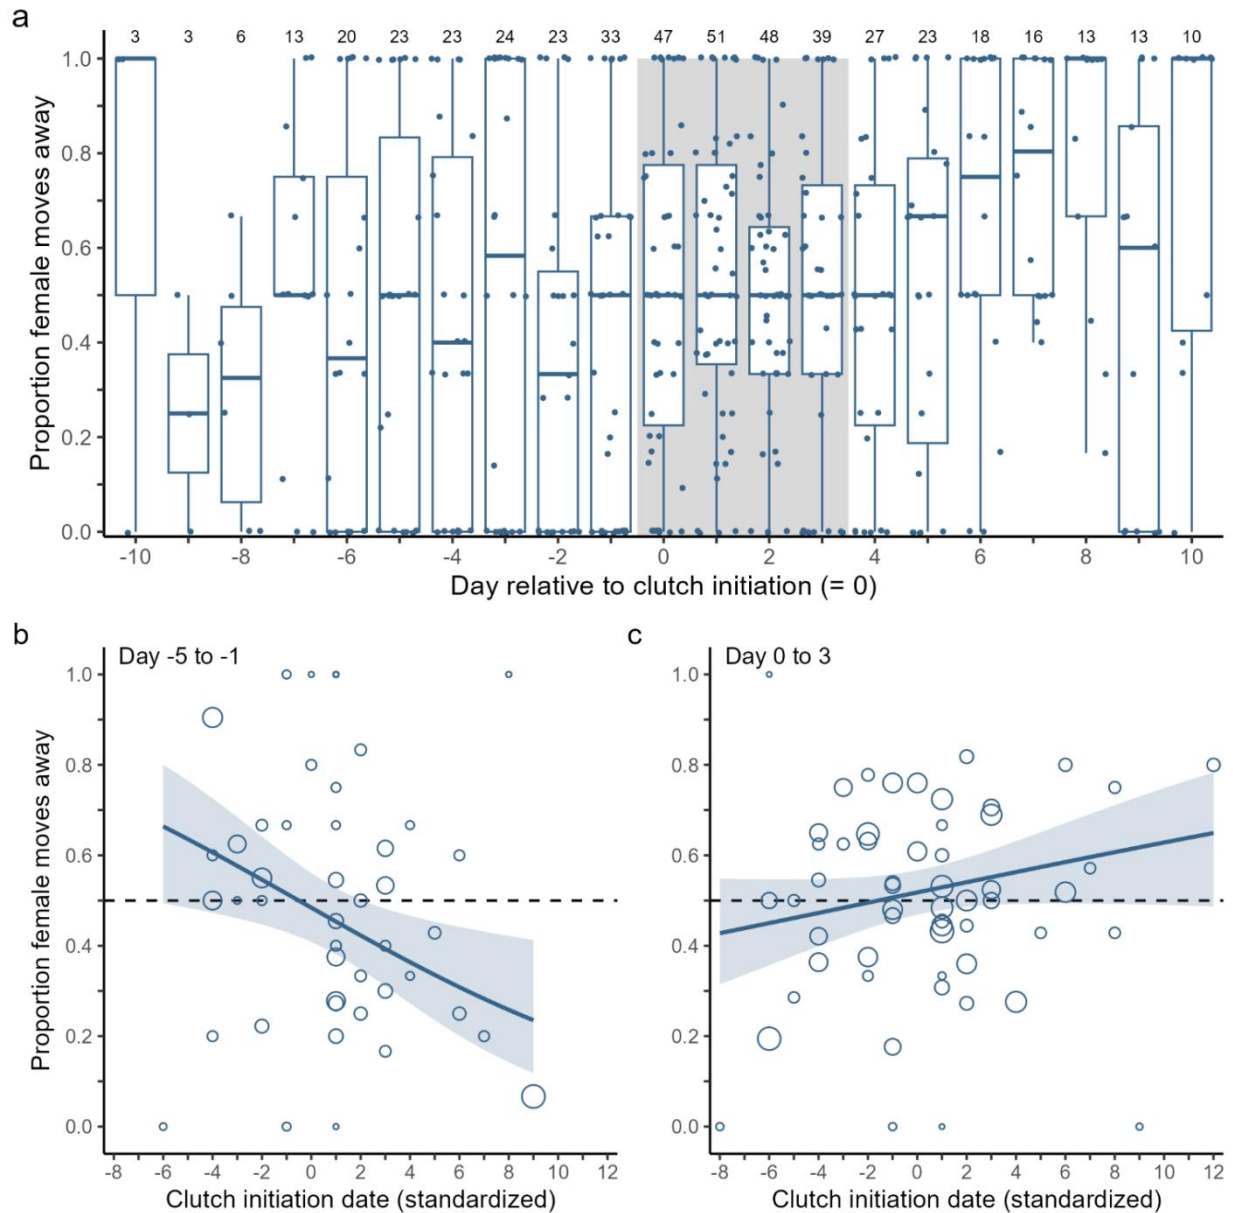 a
3 3 6 13 20 23 23 24 23 33 47 51 48 39 27 23 18 16 13 13 10
Proportion female moves away
1.0
0.8
0.6
0.4
0.2
0.0
-10 -8 -6 -4 -2 0 2 4 6 8 10
Day relative to clutch initiation (= 0)
b
Day -5 to -1
Proportion female moves away
1.0
0.8
0.6
0.4
0.2
0.0
-8 -6 -4 -2 0 2 4 6 8 10 12
Clutch initiation date (standardized)
c
Day 0 to 3
1.0
0.8
0.6
0.4
0.2
0.0
-8 -6 -4 -2 0 2 4 6 8 10 12
Clutch initiation date (standardized)